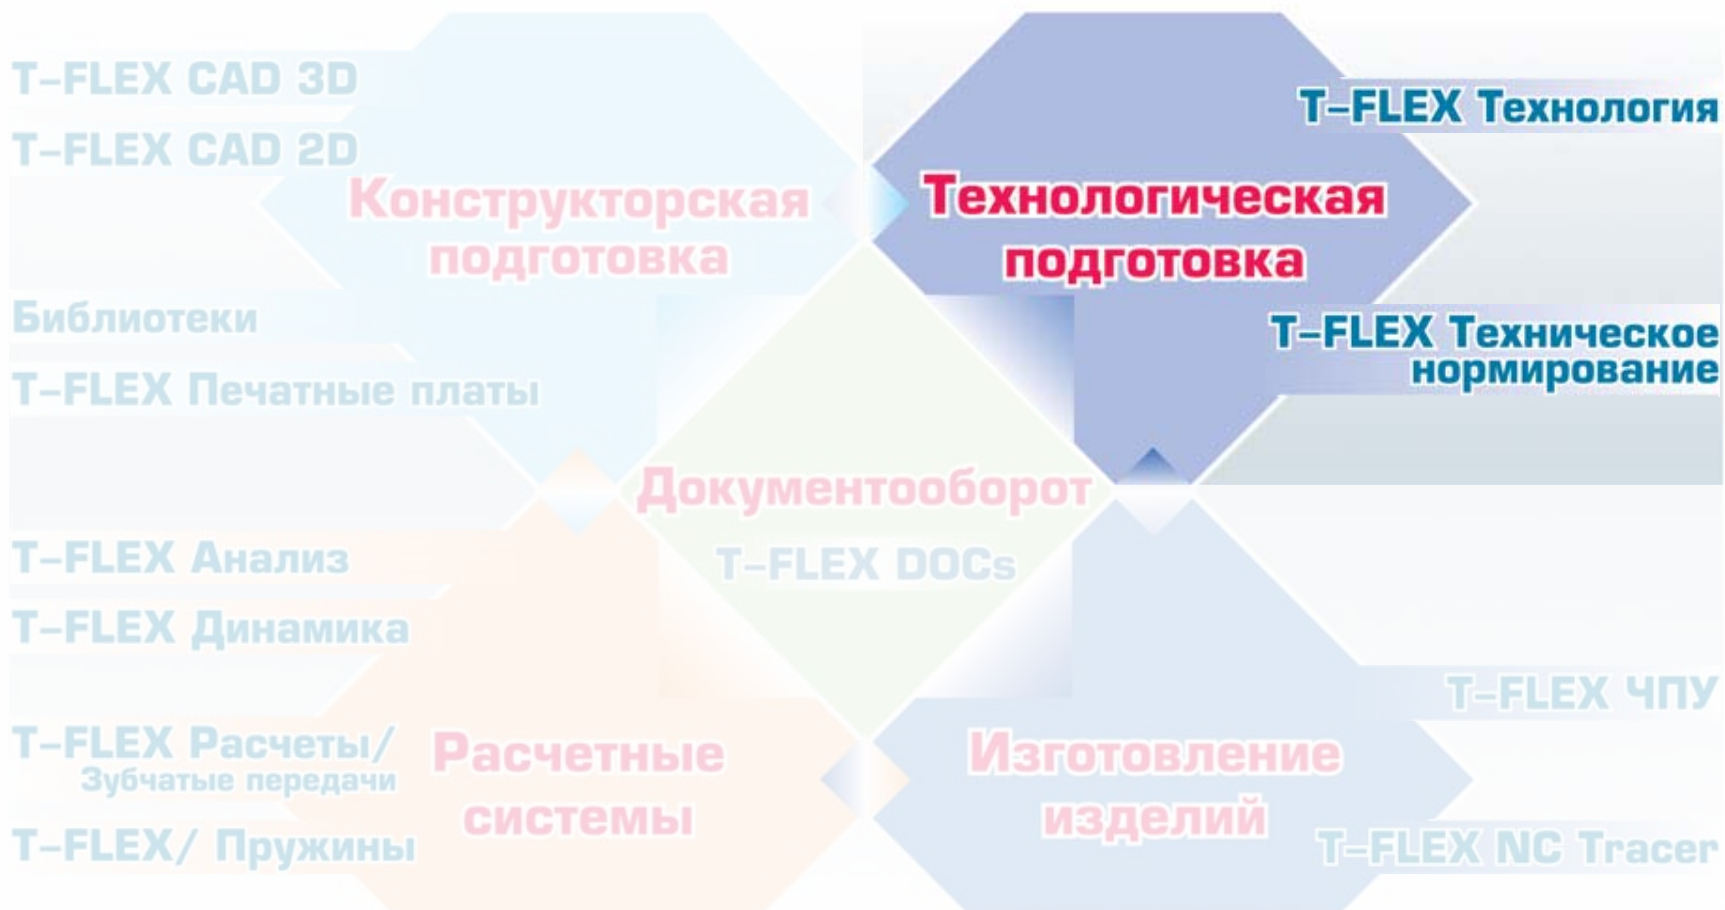 T-FLEX CAD 3D
T-FLEX CAD 2D
Конструкторская
подготовка
Библиотеки
T-FLEX Печатные платы
T-FLEX Технология
Технологическая
подготовка
T-FLEX Техническое
нормирование
Документооборот
T-FLEX DOCs
T-FLEX Анализ
T-FLEX Динамика
T-FLEX Расчеты/
Зубчатые передачи
T-FLEX/ Пружины
Расчетные
системы
Изготовление
изделий
T-FLEX ЧПУ
T-FLEX NC Tracer